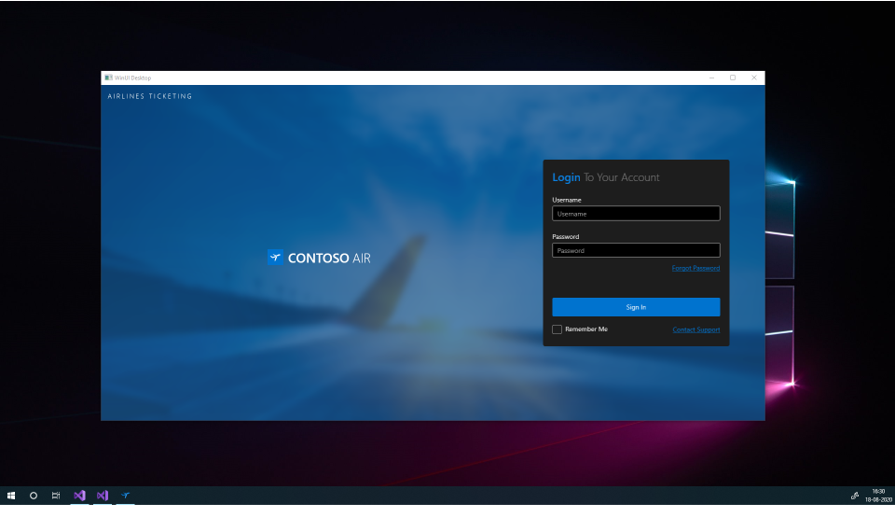 WinUI Desktop
AIRLINES TICKETING
CONTOSO AIR
Login To Your Account
Username
Username
Password
Password
Forgot Password
Sign In
Remember Me
Contact Support
18:30
18-08-2020